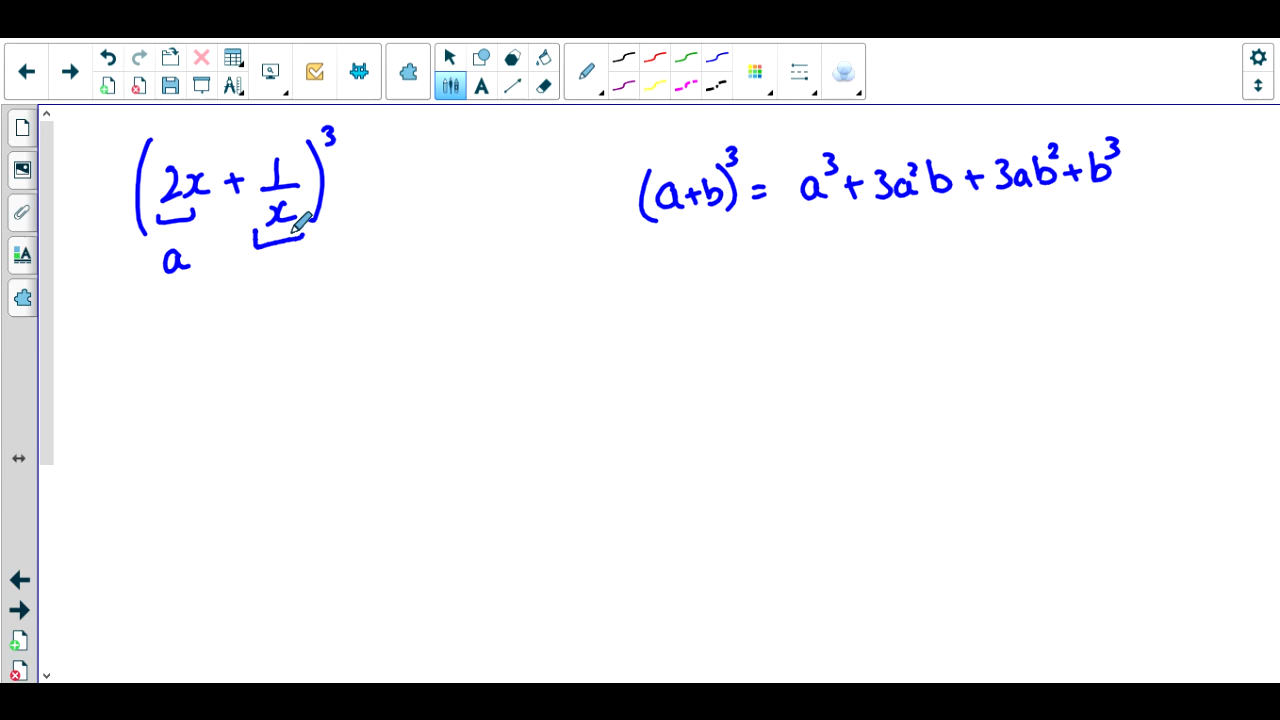 (2x + 1/x)³
a
(a+b)³ = a³ + 3a²b + 3ab² + b³